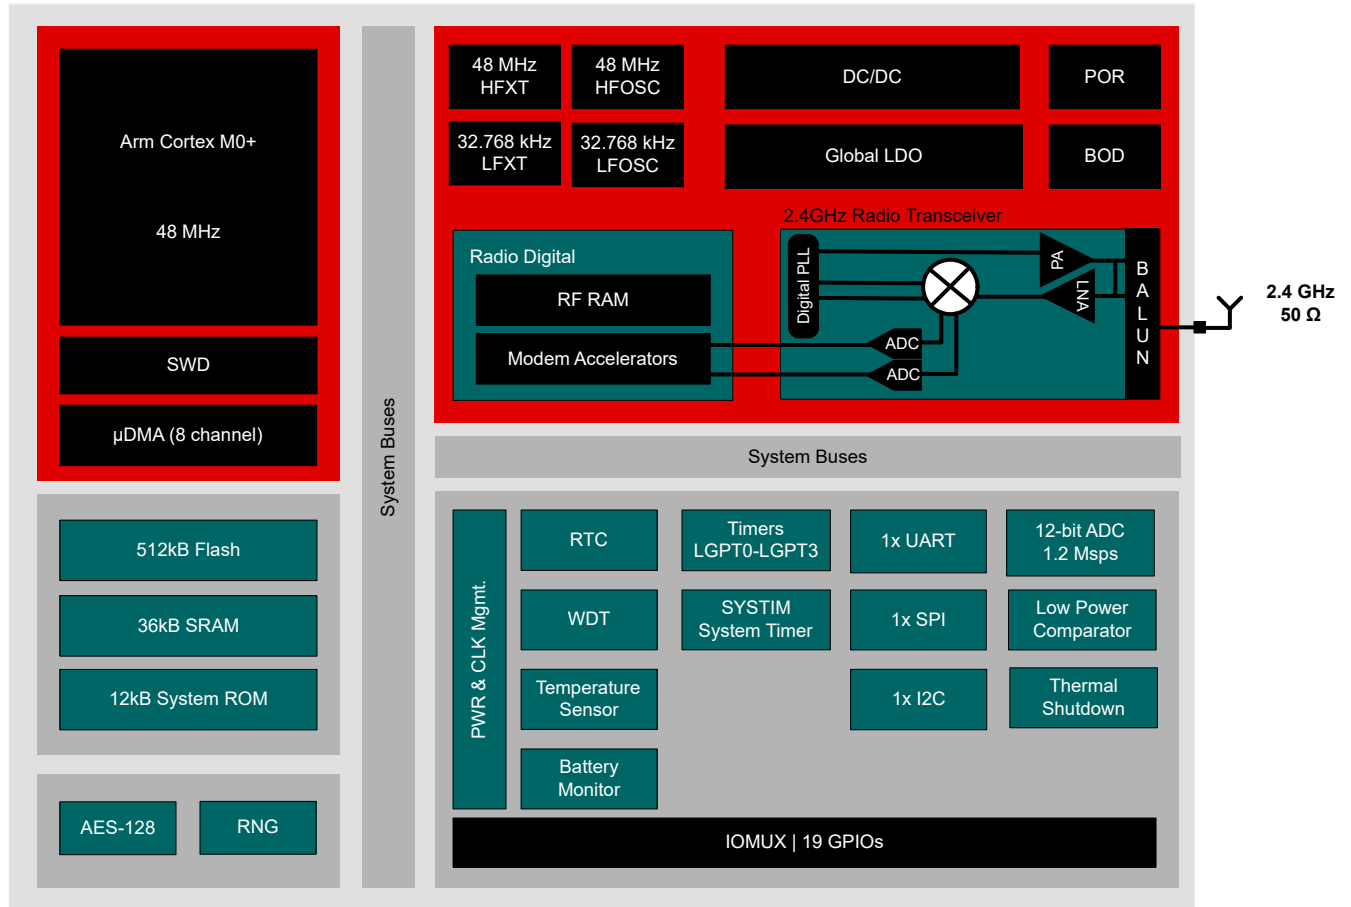 Arm Cortex M0+
48 MHz
SWD
µDMA (8 channel)
512kB Flash
36kB SRAM
12kB System ROM
AES-128
RNG
System Buses
48 MHz
HFXT
48 MHz
HFOSC
DC/DC
POR
32.768 kHz
LFXT
32.768 kHz
LFOSC
Global LDO
BOD
Radio Digital
RF RAM
Modem Accelerators
2.4GHz Radio Transceiver
Digital PLL
PA
LNA
ADC
ADC
BALUN
2.4 GHz
50 Ω
System Buses
PWR & CLK Mgmt.
RTC
Timers
LGPT0-LGPT3
1x UART
12-bit ADC
1.2 Msps
WDT
SYSTIM
System Timer
1x SPI
Low Power
Comparator
Temperature
Sensor
1x I2C
Thermal
Shutdown
Battery
Monitor
IOMUX | 19 GPIOs